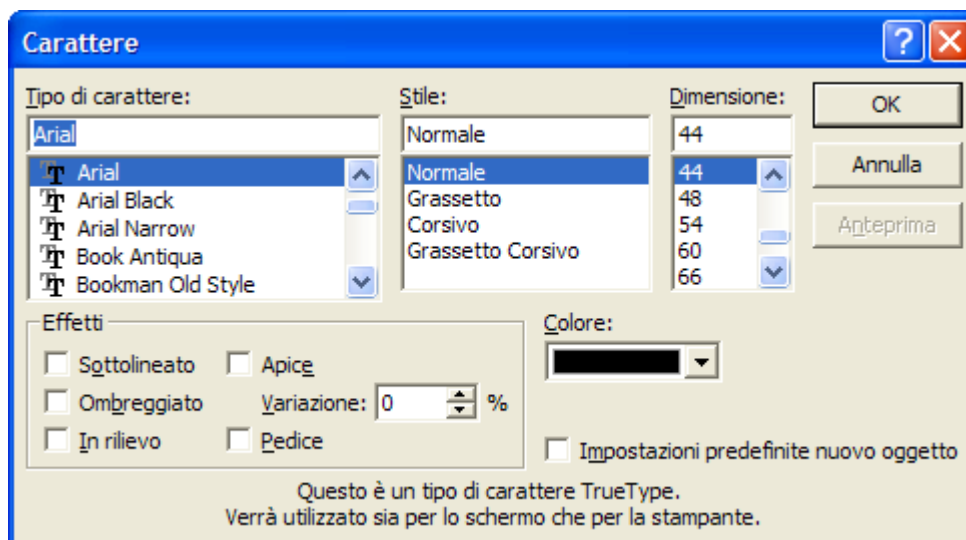 Carattere
Tipo di carattere:
Stile:
Dimensione:
OK
Arial
Normale
44
Annulla
Arial
Arial Black
Arial Narrow
Book Antiqua
Bookman Old Style
Normale
Grassetto
Corsivo
Grassetto Corsivo
44
48
54
60
66
Anteprima
Effetti
Sottolineato
Apice
Ombreggiato
Variazione: 0 %
In rilievo
Pedice
Colore:
Impostazioni predefinite nuovo oggetto
Questo è un tipo di carattere TrueType.
Verrà utilizzato sia per lo schermo che per la stampante.